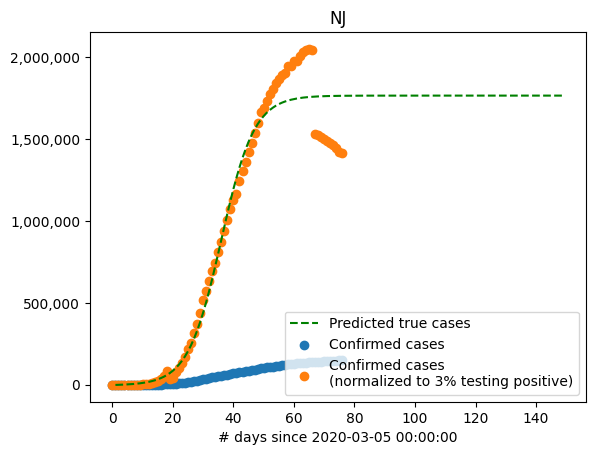 NJ
2,000,000
1,500,000
1,000,000
500,000
0
Predicted true cases
Confirmed cases
Confirmed cases
(normalized to 3% testing positive)
0 20 40 60 80 100 120 140
# days since 2020-03-05 00:00:00